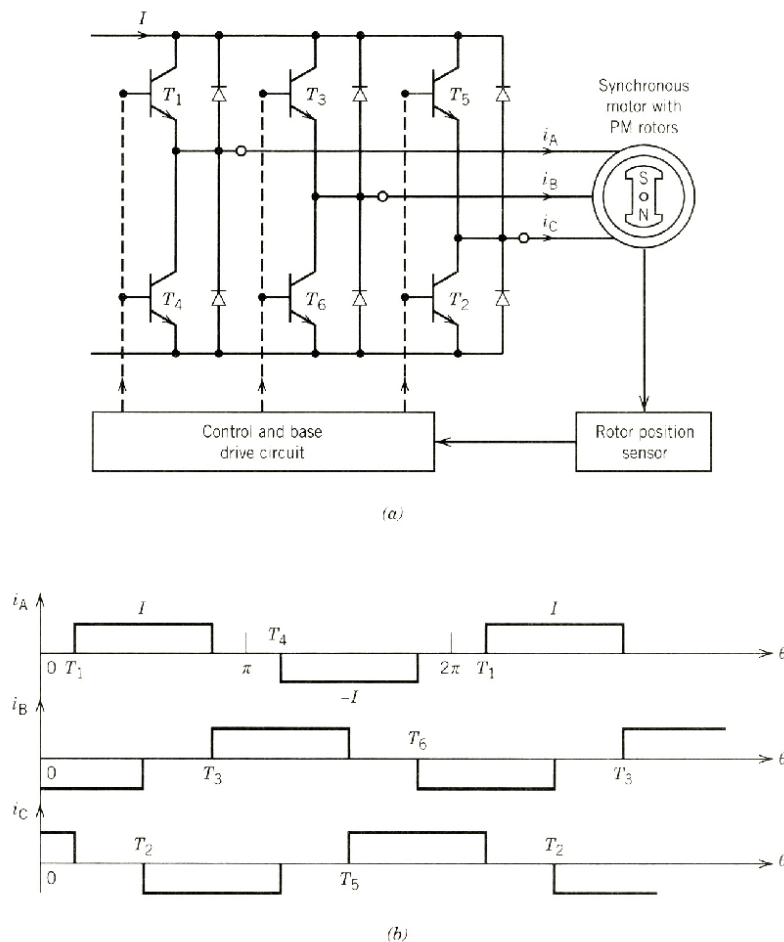 I
T1
T3
T5
Synchronous
motor with
PM rotors
iA
iB
iC
S
N
T4
T6
T2
Control and base
drive circuit
Rotor position
sensor
(a)
iA
I
T4
I
0 T1 π 2π T1 θ
–I
iB
T6
0 T3 T3 θ
iC
T2 T2
0 T5 θ
(b)